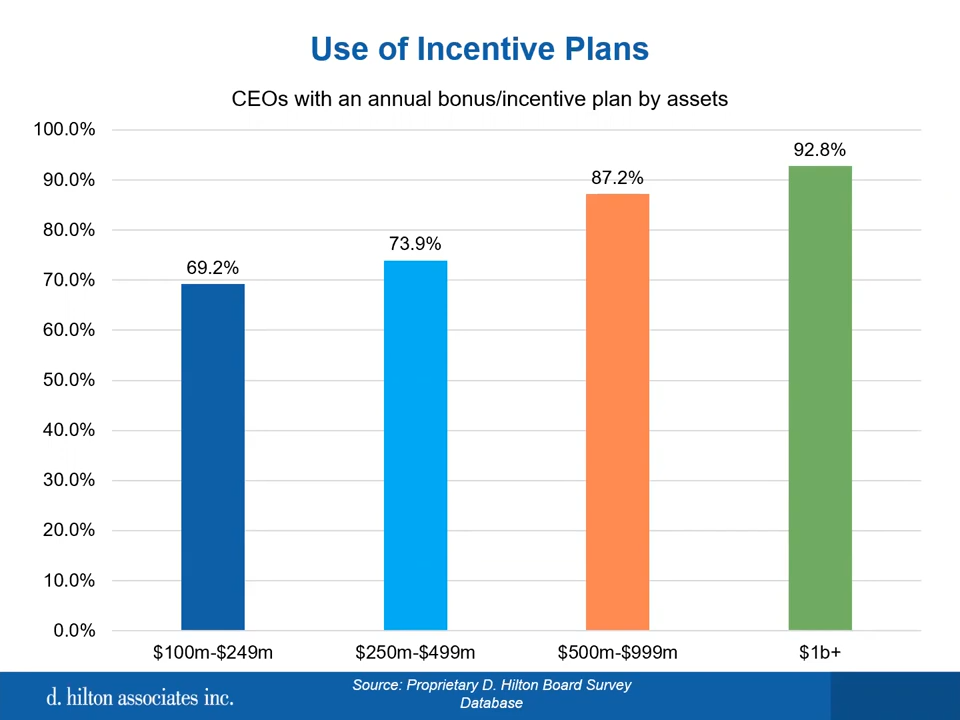 Use of Incentive Plans
CEOs with an annual bonus/incentive plan by assets
100.0%
90.0%
80.0%
70.0%
60.0%
50.0%
40.0%
30.0%
20.0%
10.0%
0.0%
69.2%
73.9%
87.2%
92.8%
$100m-$249m
$250m-$499m
$500m-$999m
$1b+
d. hilton associates inc.
Source: Proprietary D. Hilton Board Survey
Database